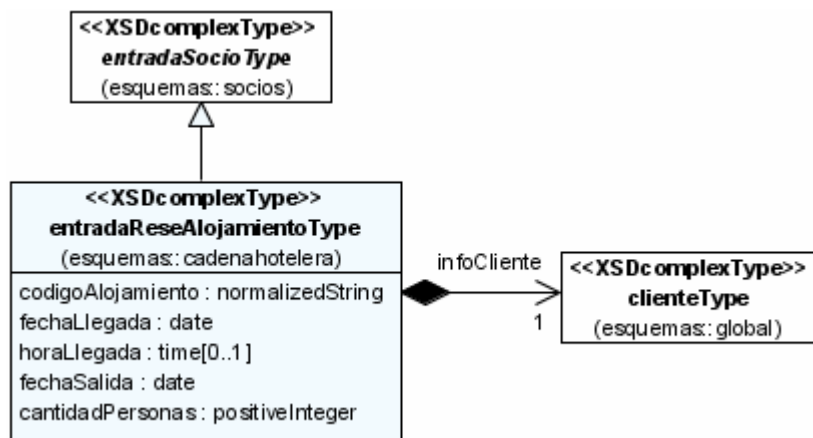 <<XSDcomplexType>>
entradaSocioType
(esquemas::socios)
<<XSDcomplexType>>
entradaReseAlojamientoType
(esquemas::cadenahotelera)
codigoAlojamiento : normalizedString
fechaLlegada : date
horaLlegada : time[0..1]
fechaSalida : date
cantidadPersonas : positiveInteger
infoCliente
1
<<XSDcomplexType>>
clienteType
(esquemas::global)